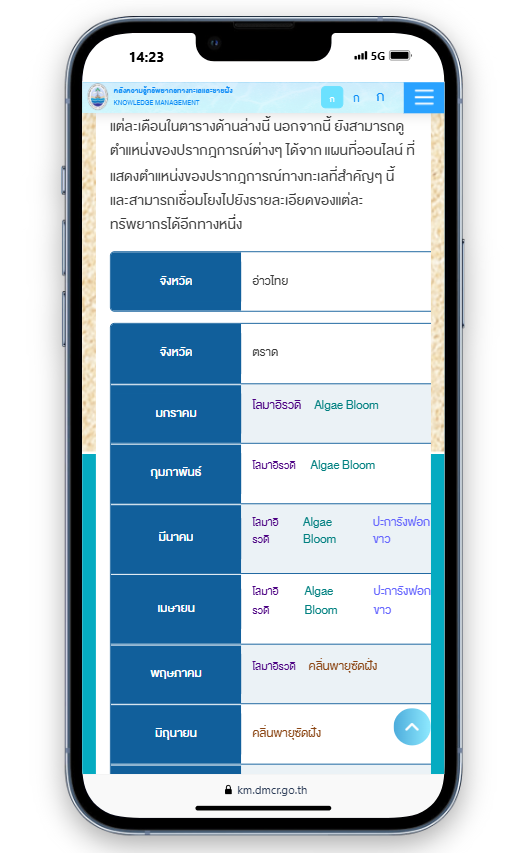 14:23
5G
คลังความรู้ทรัพยากรทางทะเลและชายฝั่ง
KNOWLEDGE MANAGEMENT
ก ก ก
แต่ละเดือนในตารางด้านล่างนี้ นอกจากนี้ ยังสามารถดู
ตำแหน่งของปรากฏการณ์ต่างๆ ได้จาก แผนที่ออนไลน์ ที่
แสดงตำแหน่งของปรากฏการณ์ทางทะเลที่สำคัญๆ นี้
และสามารถเชื่อมโยงไปยังรายละเอียดของแต่ละ
ทรัพยากรได้อีกทางหนึ่ง
จังหวัด อ่าวไทย
จังหวัด ตราด
มกราคม โลมาอิรวดี Algae Bloom
กุมภาพันธ์ โลมาอิรวดี Algae Bloom
มีนาคม โลมาอิ Algae ปะการังฟอก
รวดี Bloom ขาว
เมษายน โลมาอิ Algae ปะการังฟอก
รวดี Bloom ขาว
พฤษภาคม โลมาอิรวดี คลื่นพายุซัดฝั่ง
มิถุนายน คลื่นพายุซัดฝั่ง
km.dmcr.go.th